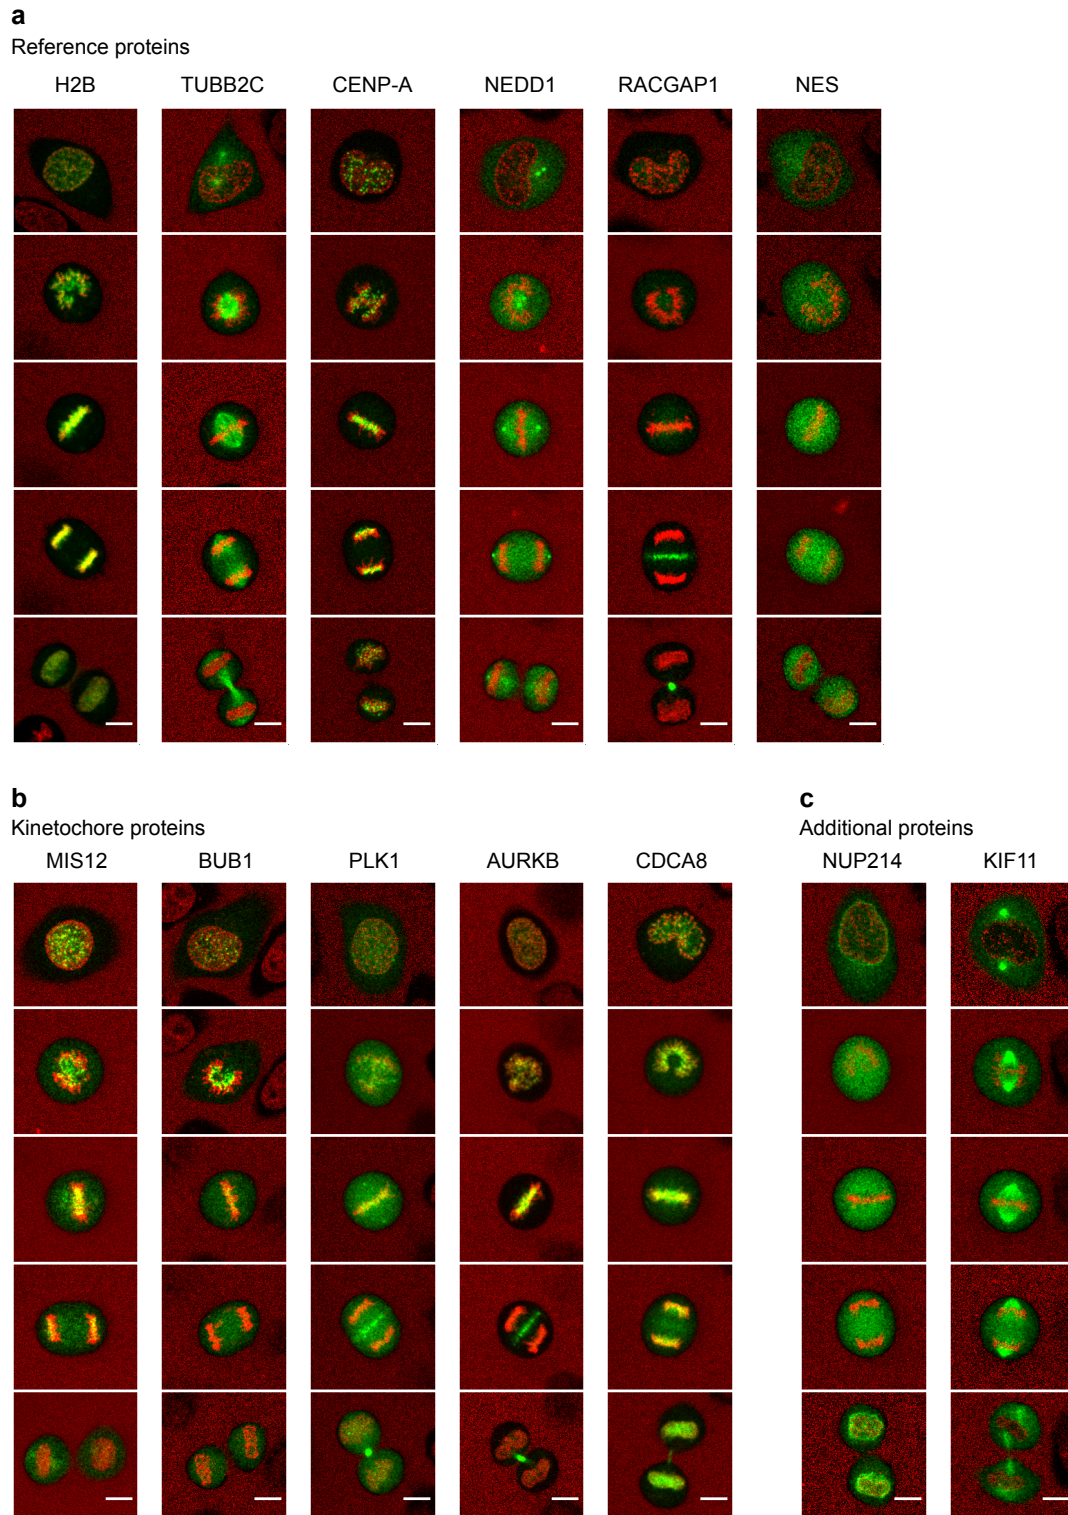 a
Reference proteins
H2B TUBB2C CENP-A NEDD1 RACGAP1 NES
b
Kinetochore proteins
MIS12 BUB1 PLK1 AURKB CDCA8
c
Additional proteins
NUP214 KIF11